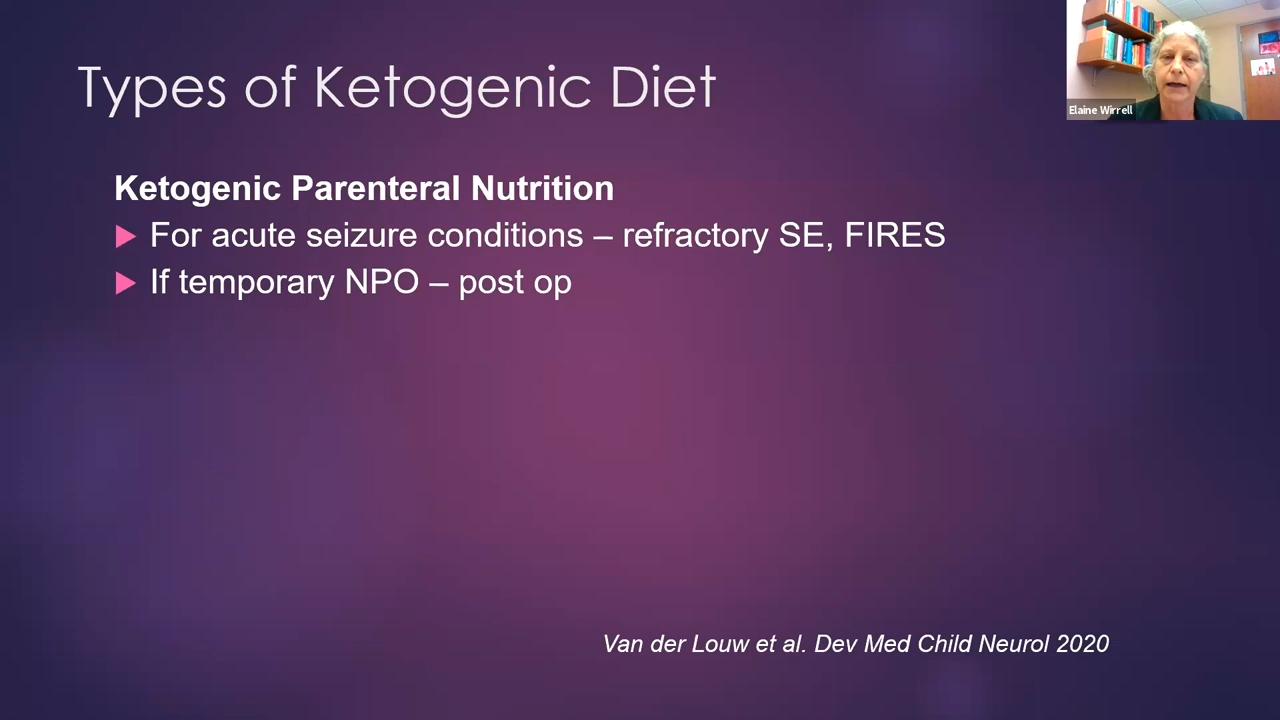 Types of Ketogenic Diet
Elaine Wirrell
Ketogenic Parenteral Nutrition
For acute seizure conditions – refractory SE, FIRES
If temporary NPO – post op
Van der Louw et al. Dev Med Child Neurol 2020